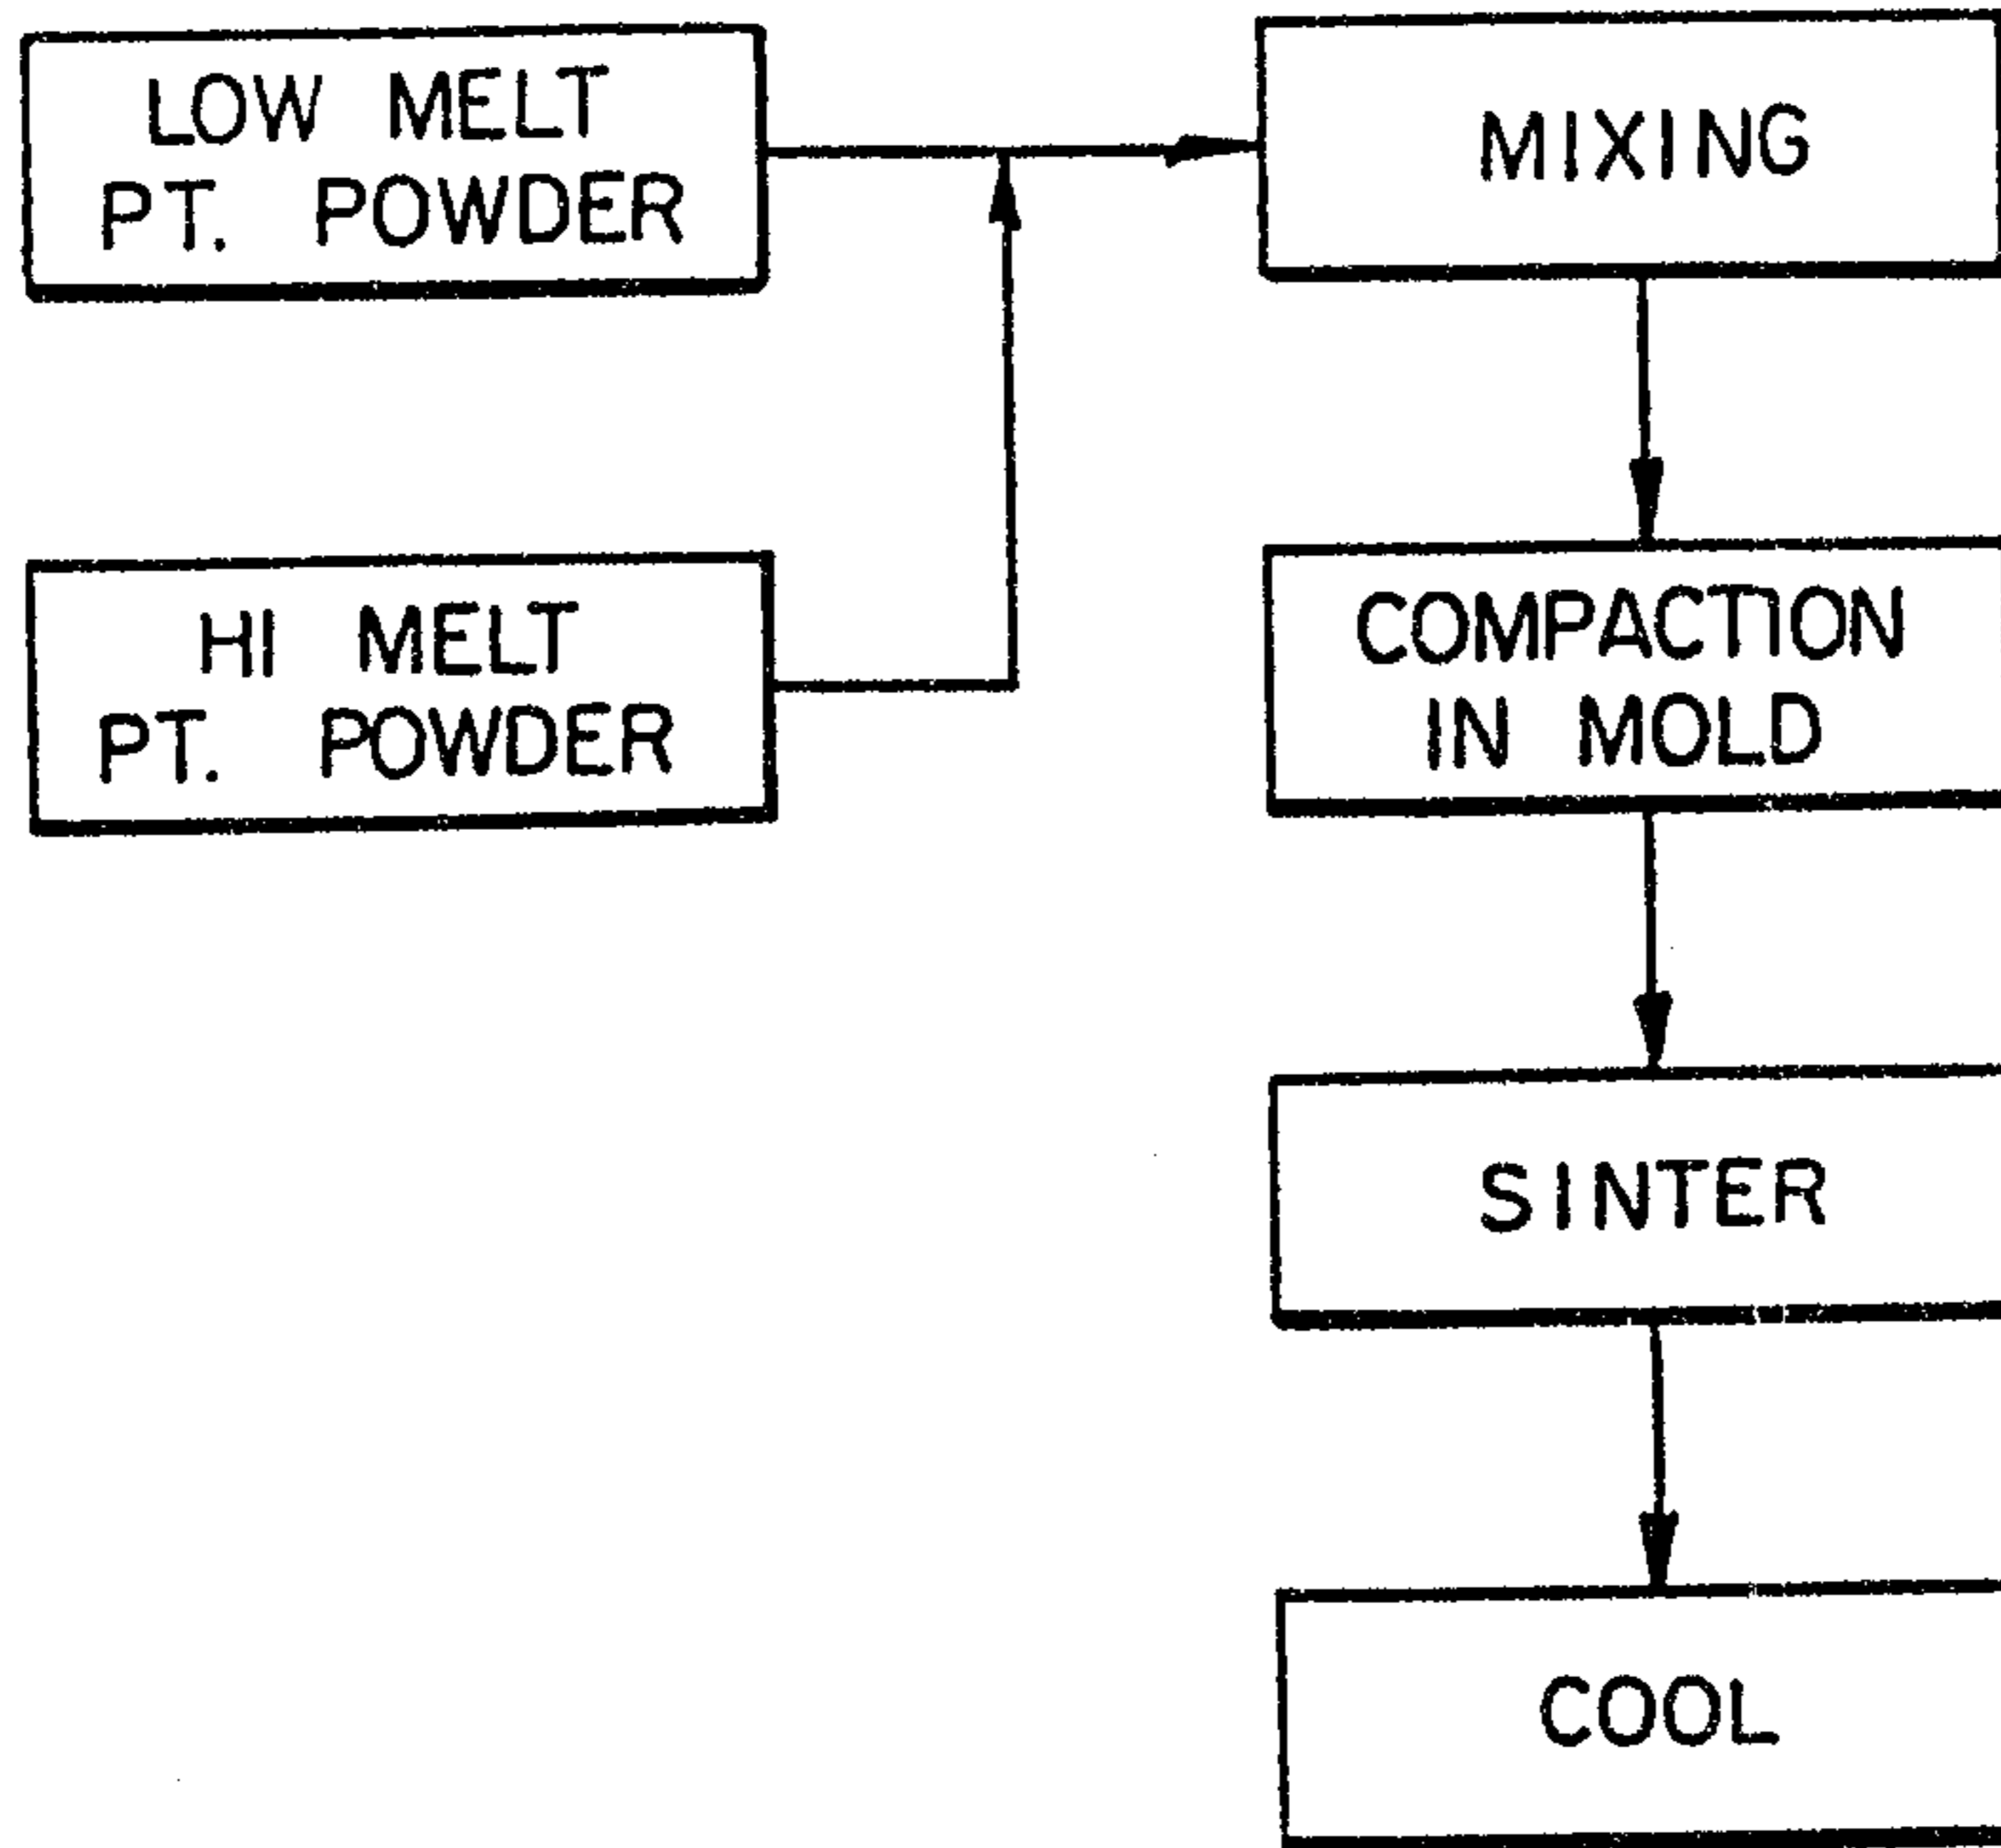 LOW MELT
PT. POWDER
MIXING
HI MELT
PT. POWDER
COMPACTION
IN MOLD
SINTER
COOL